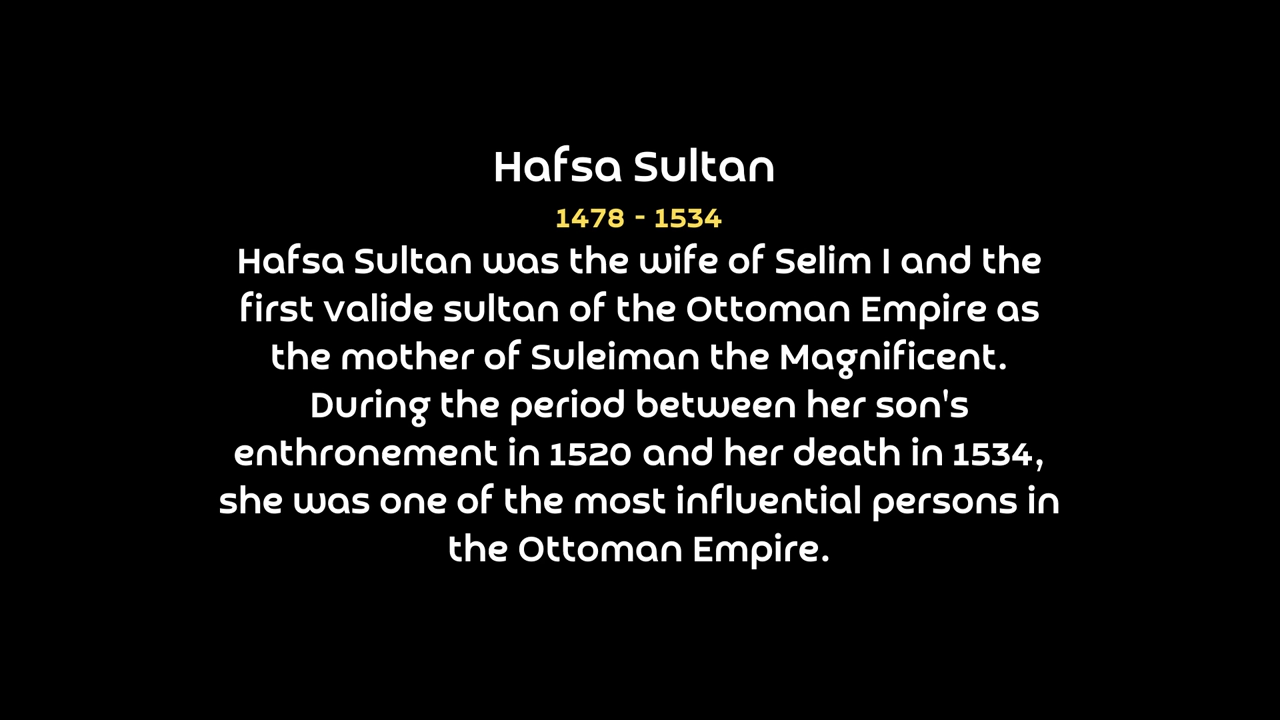 Hafsa Sultan
1478 - 1534
Hafsa Sultan was the wife of Selim I and the
first valide sultan of the Ottoman Empire as
the mother of Suleiman the Magnificent.
During the period between her son's
enthronement in 1520 and her death in 1534,
she was one of the most influential persons in
the Ottoman Empire.